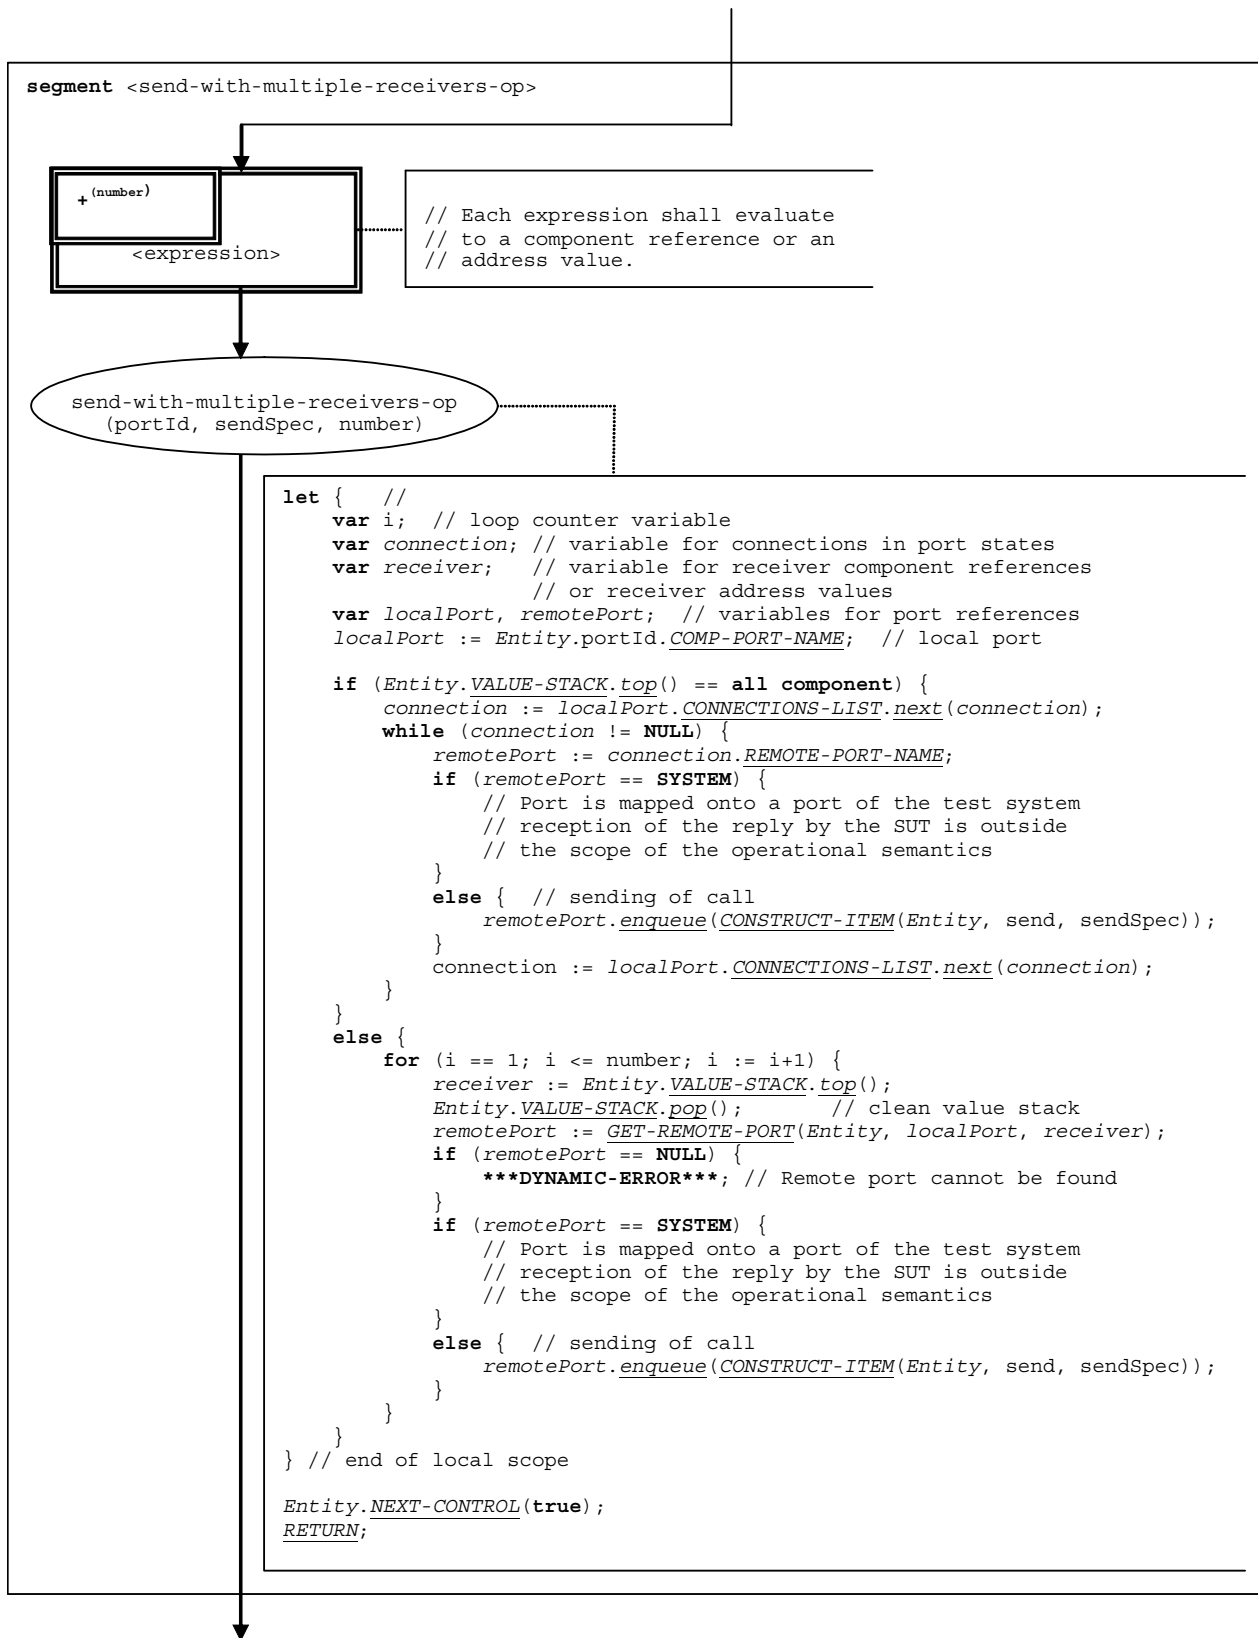 segment <send-with-multiple-receivers-op>
+(number)
<expression>
// Each expression shall evaluate
// to a component reference or an
// address value.
send-with-multiple-receivers-op
(portId, sendSpec, number)
let {   //
    var i;  // loop counter variable
    var connection; // variable for connections in port states
    var receiver;   // variable for receiver component references
                    // or receiver address values
    var localPort, remotePort;  // variables for port references
    localPort := Entity.portId.COMP-PORT-NAME;  // local port
    if (Entity.VALUE-STACK.top() == all component) {
        connection := localPort.CONNECTIONS-LIST.next(connection);
        while (connection != NULL) {
            remotePort := connection.REMOTE-PORT-NAME;
            if (remotePort == SYSTEM) {
                // Port is mapped onto a port of the test system
                // reception of the reply by the SUT is outside
                // the scope of the operational semantics
            }
            else {  // sending of call
                remotePort.enqueue(CONSTRUCT-ITEM(Entity, send, sendSpec));
            }
            connection := localPort.CONNECTIONS-LIST.next(connection);
        }
    }
    else {
        for (i == 1; i <= number; i := i+1) {
            receiver := Entity.VALUE-STACK.top();
            Entity.VALUE-STACK.pop();       // clean value stack
            remotePort := GET-REMOTE-PORT(Entity, localPort, receiver);
            if (remotePort == NULL) {
                ***DYNAMIC-ERROR***; // Remote port cannot be found
            }
            if (remotePort == SYSTEM) {
                // Port is mapped onto a port of the test system
                // reception of the reply by the SUT is outside
                // the scope of the operational semantics
            }
            else {  // sending of call
                remotePort.enqueue(CONSTRUCT-ITEM(Entity, send, sendSpec));
            }
        }
    }
} // end of local scope
Entity.NEXT-CONTROL(true);
RETURN;